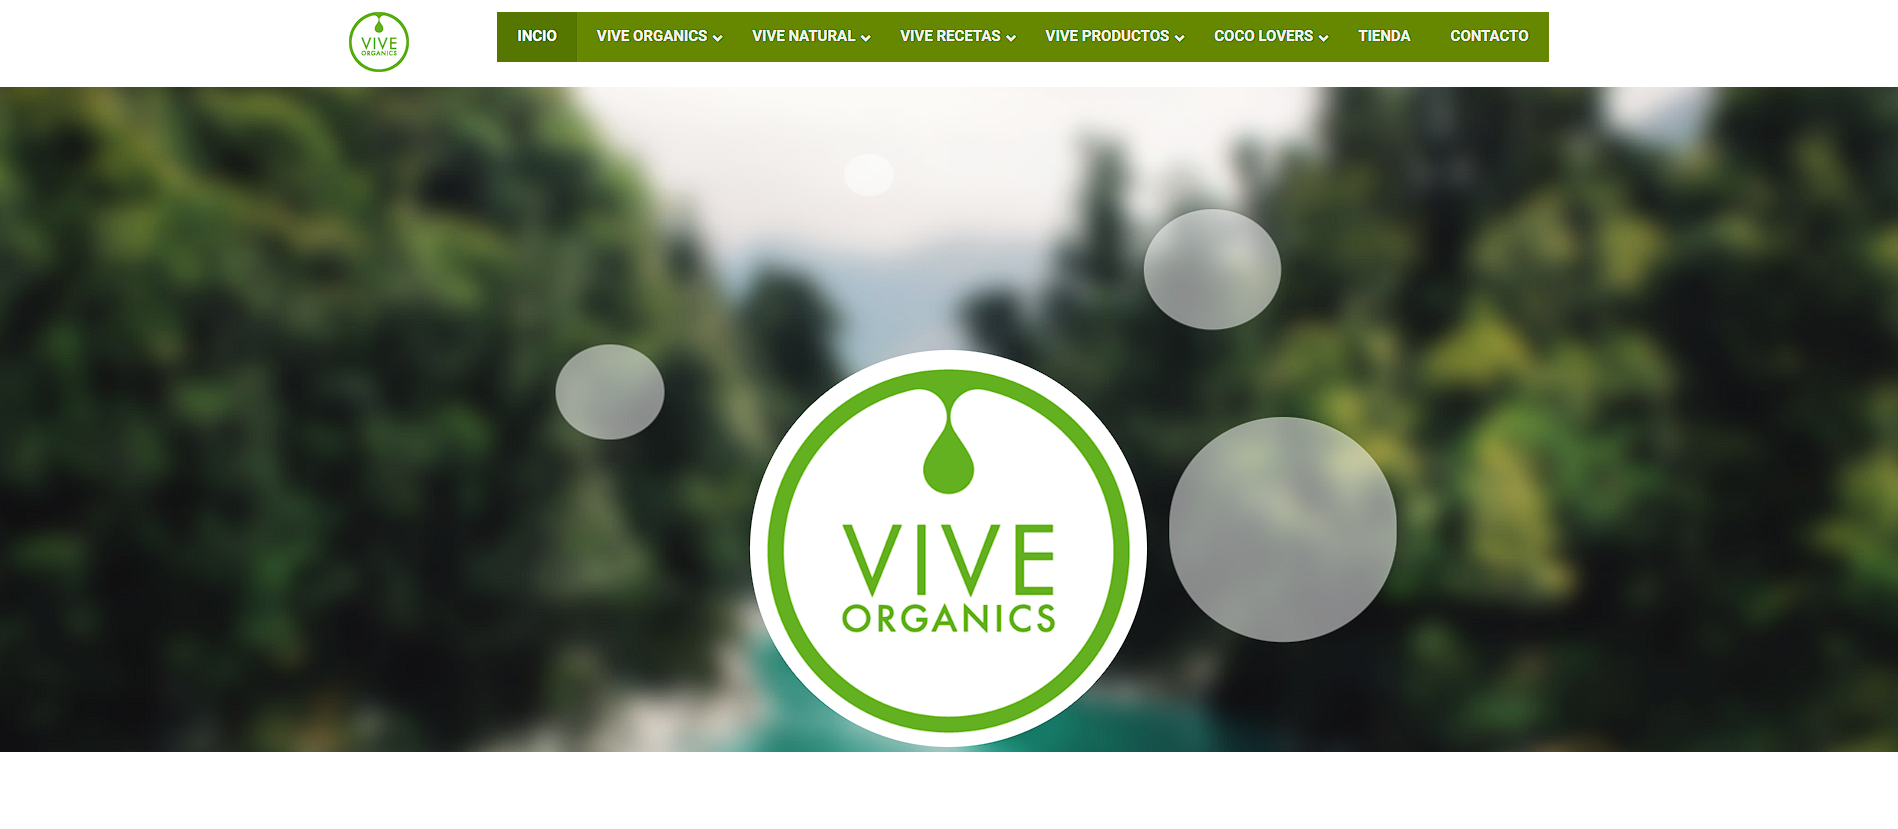 VIVE
ORGANICS
INCIO VIVE ORGANICS VIVE NATURAL VIVE RECETAS VIVE PRODUCTOS COCO LOVERS TIENDA CONTACTO
VIVE
ORGANICS